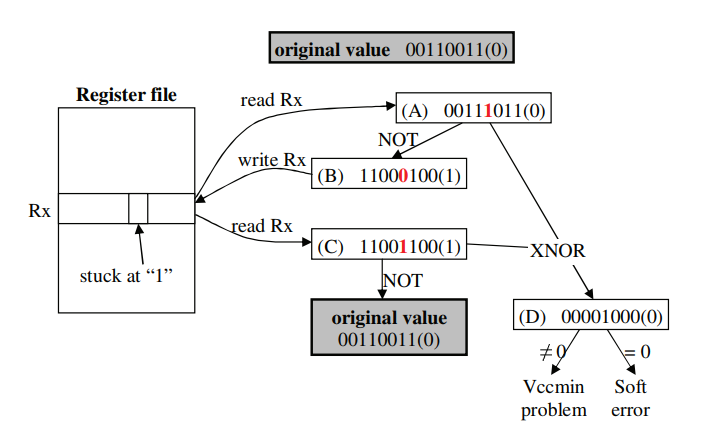 original value 00110011(0)
Register file
read Rx
(A) 00111011(0)
NOT
write Rx
(B) 11000100(1)
Rx
read Rx
(C) 11001100(1)
XNOR
stuck at “1”
NOT
original value
00110011(0)
(D) 00001000(0)
≠0
= 0
Vccmin
problem
Soft
error